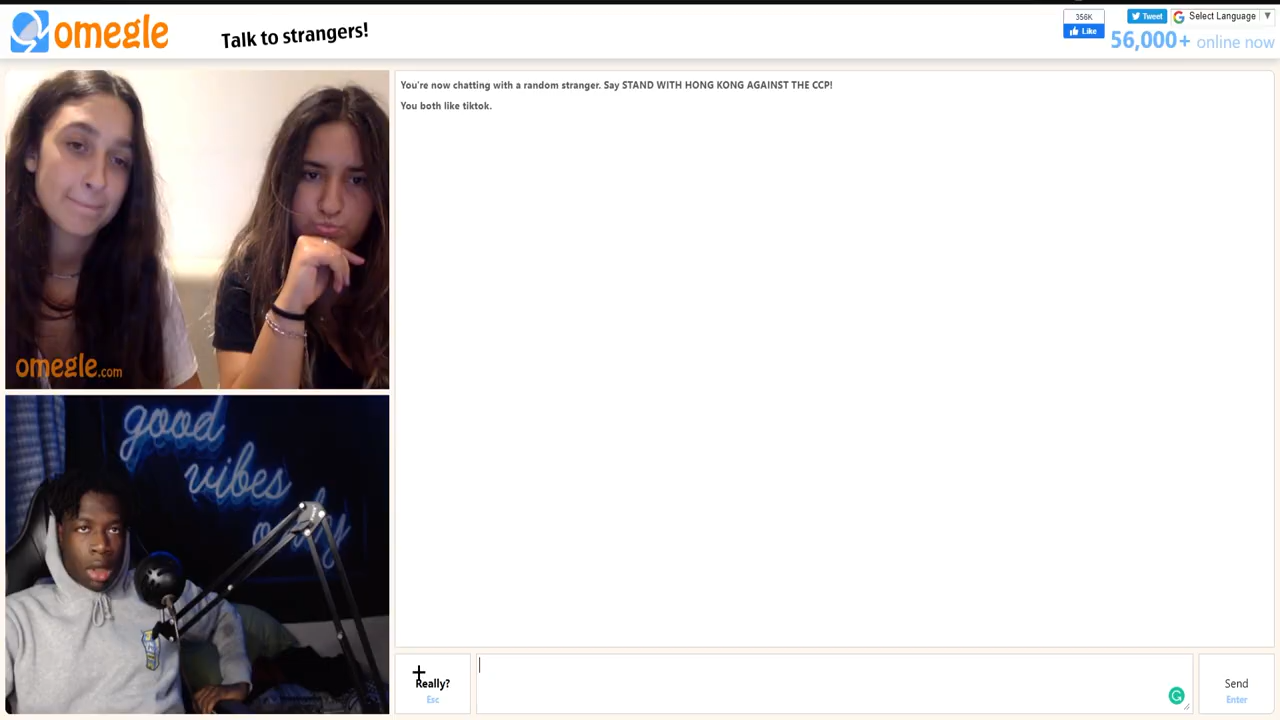 omegle
Talk to strangers!
356K
Like
Tweet
Select Language ▼
56,000+ online now
You're now chatting with a random stranger. Say STAND WITH HONG KONG AGAINST THE CCP!
You both like tiktok.
omegle.com
good
vibes
only
Really?
Esc
Send
Enter